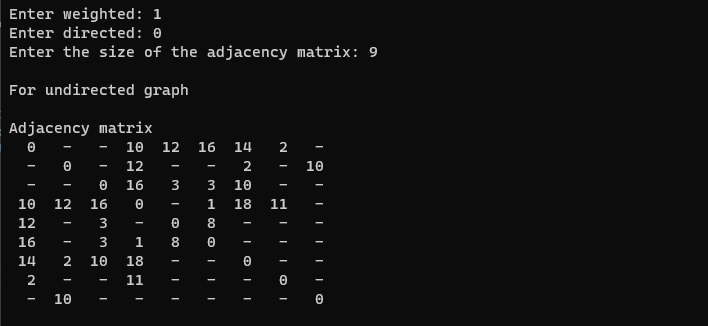 Enter weighted: 1
Enter directed: 0
Enter the size of the adjacency matrix: 9

For undirected graph

Adjacency matrix
  0   -   -  10  12  16  14   2   -
  -   0   -  12   -   -   2   -  10
  -   -   0  16   3   3  10   -   -
 10  12  16   0   -   1  18  11   -
 12   -   3   -   0   8   -   -   -
 16   -   3   1   8   0   -   -   -
 14   2  10  18   -   -   0   -   -
  2   -   -  11   -   -   -   0   -
  -  10   -   -   -   -   -   -   0